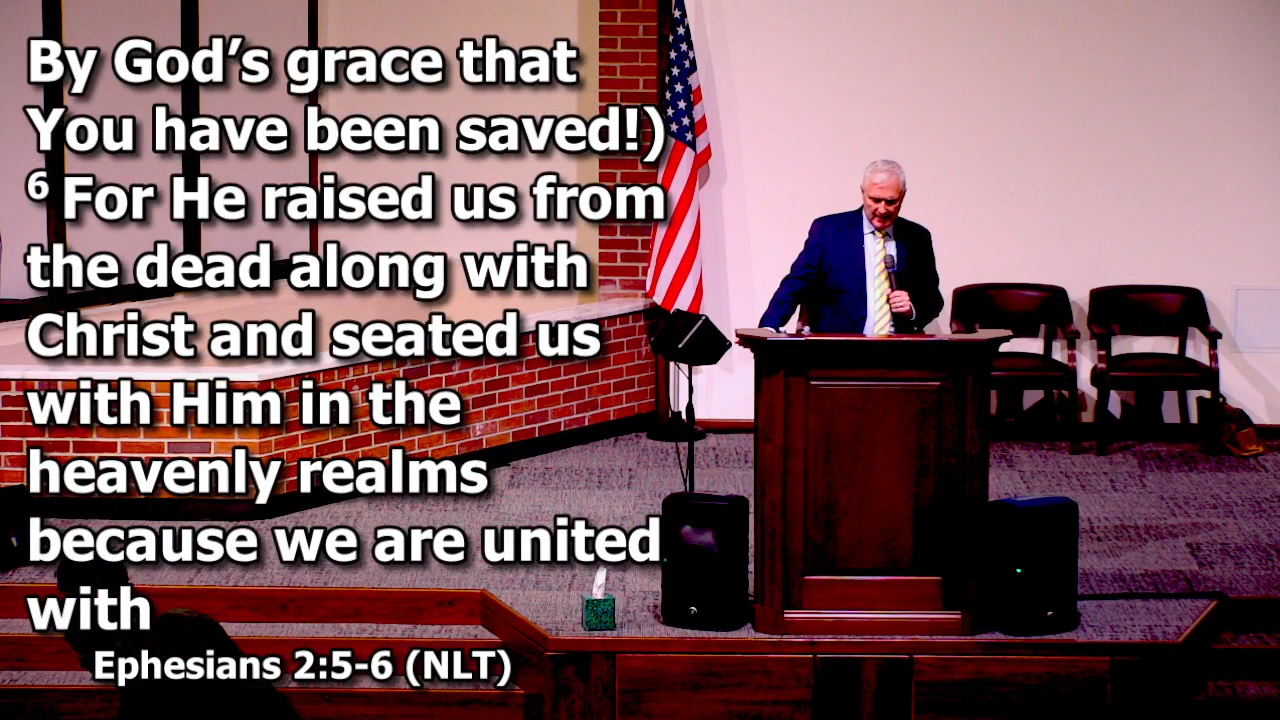 By God’s grace that
You have been saved!)
⁶ For He raised us from
the dead along with
Christ and seated us
with Him in the
heavenly realms
because we are united
with
Ephesians 2:5-6 (NLT)